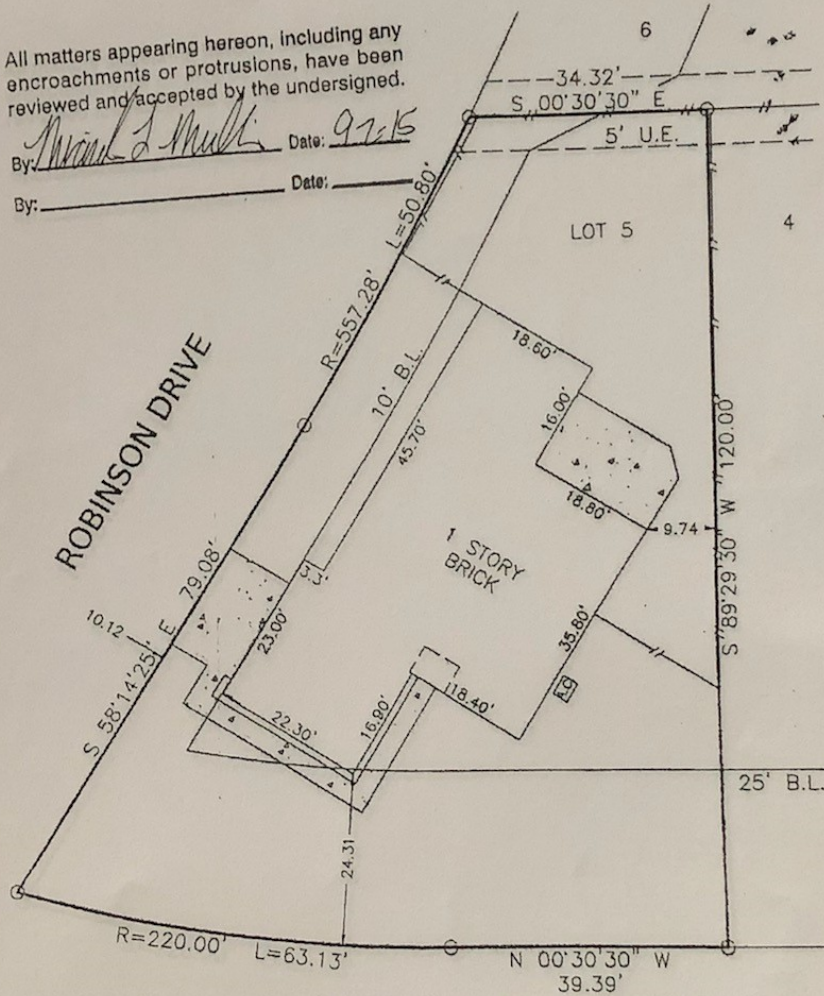 All matters appearing hereon, including any
encroachments or protrusions, have been
reviewed and accepted by the undersigned.
By: Date: 9-2-15
By: Date:
6
34.32'
S 00°30'30" E
5' U.E.
L=50.80'
LOT 5
4
R=557.28'
18.60'
10' B.L.
16.00'
45.70'
ROBINSON DRIVE
S 89°29'30" W 120.00'
18.80'
9.74
1 STORY
BRICK
3.3'
79.08'
10.12
23.00'
35.80'
S 58°14'25" E
A.C
22.30'
16.90'
18.40'
25' B.L.
24.31
R=220.00' L=63.13'
N 00°30'30" W
39.39'